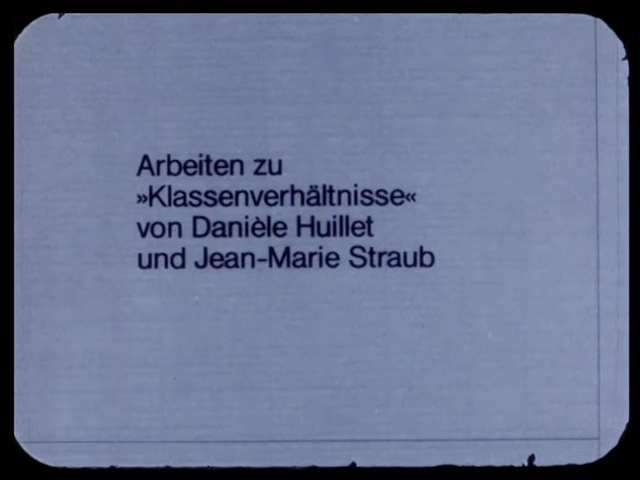 Arbeiten zu
»Klassenverhältnisse«
von Danièle Huillet
und Jean-Marie Straub